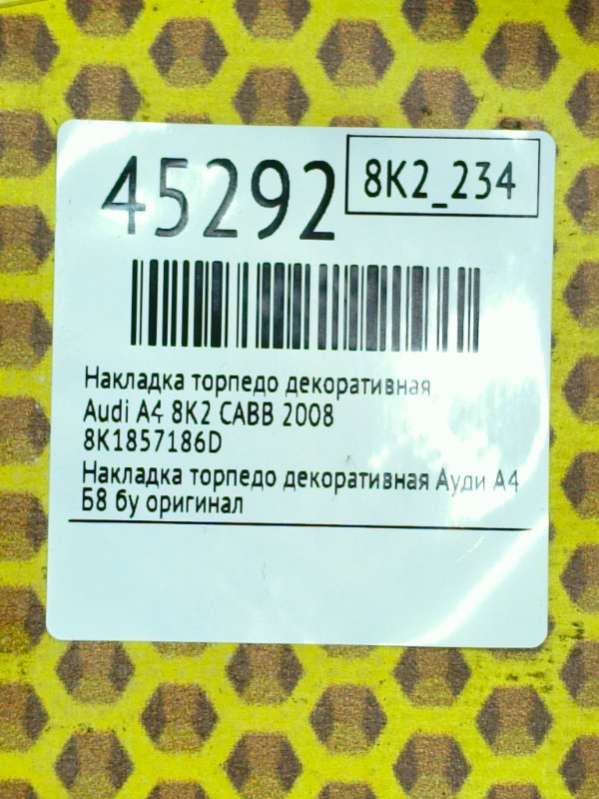 45292
8K2_234
Накладка торпедо декоративная
Audi A4 8K2 CABB 2008
8K1857186D
Накладка торпедо декоративная Ауди А4
Б8 бу оригинал